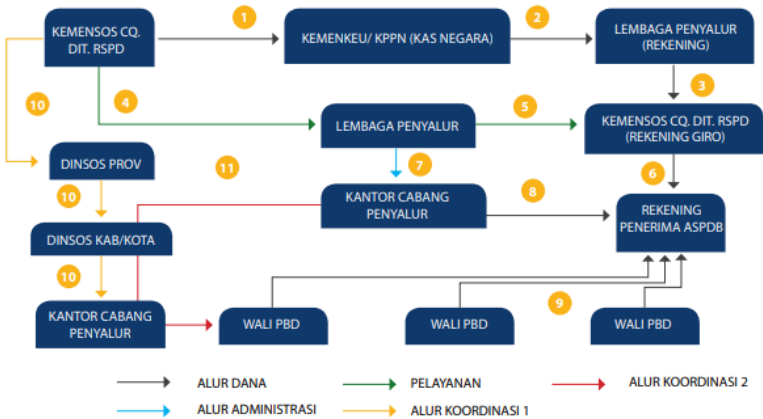 KEMENSOS CQ.
DIT. RSPD
1
KEMENKEU/ KPPN (KAS NEGARA)
2
LEMBAGA PENYALUR
(REKENING)
3
10
4
LEMBAGA PENYALUR
5
KEMENSOS CQ. DIT. RSPD
(REKENING GIRO)
DINSOS PROV
11
7
6
10
KANTOR CABANG
PENYALUR
8
REKENING
PENERIMA ASPDB
DINSOS KAB/KOTA
10
KANTOR CABANG
PENYALUR
WALI PBD
WALI PBD
9
WALI PBD
ALUR DANA
PELAYANAN
ALUR KOORDINASI 2
ALUR ADMINISTRASI
ALUR KOORDINASI 1